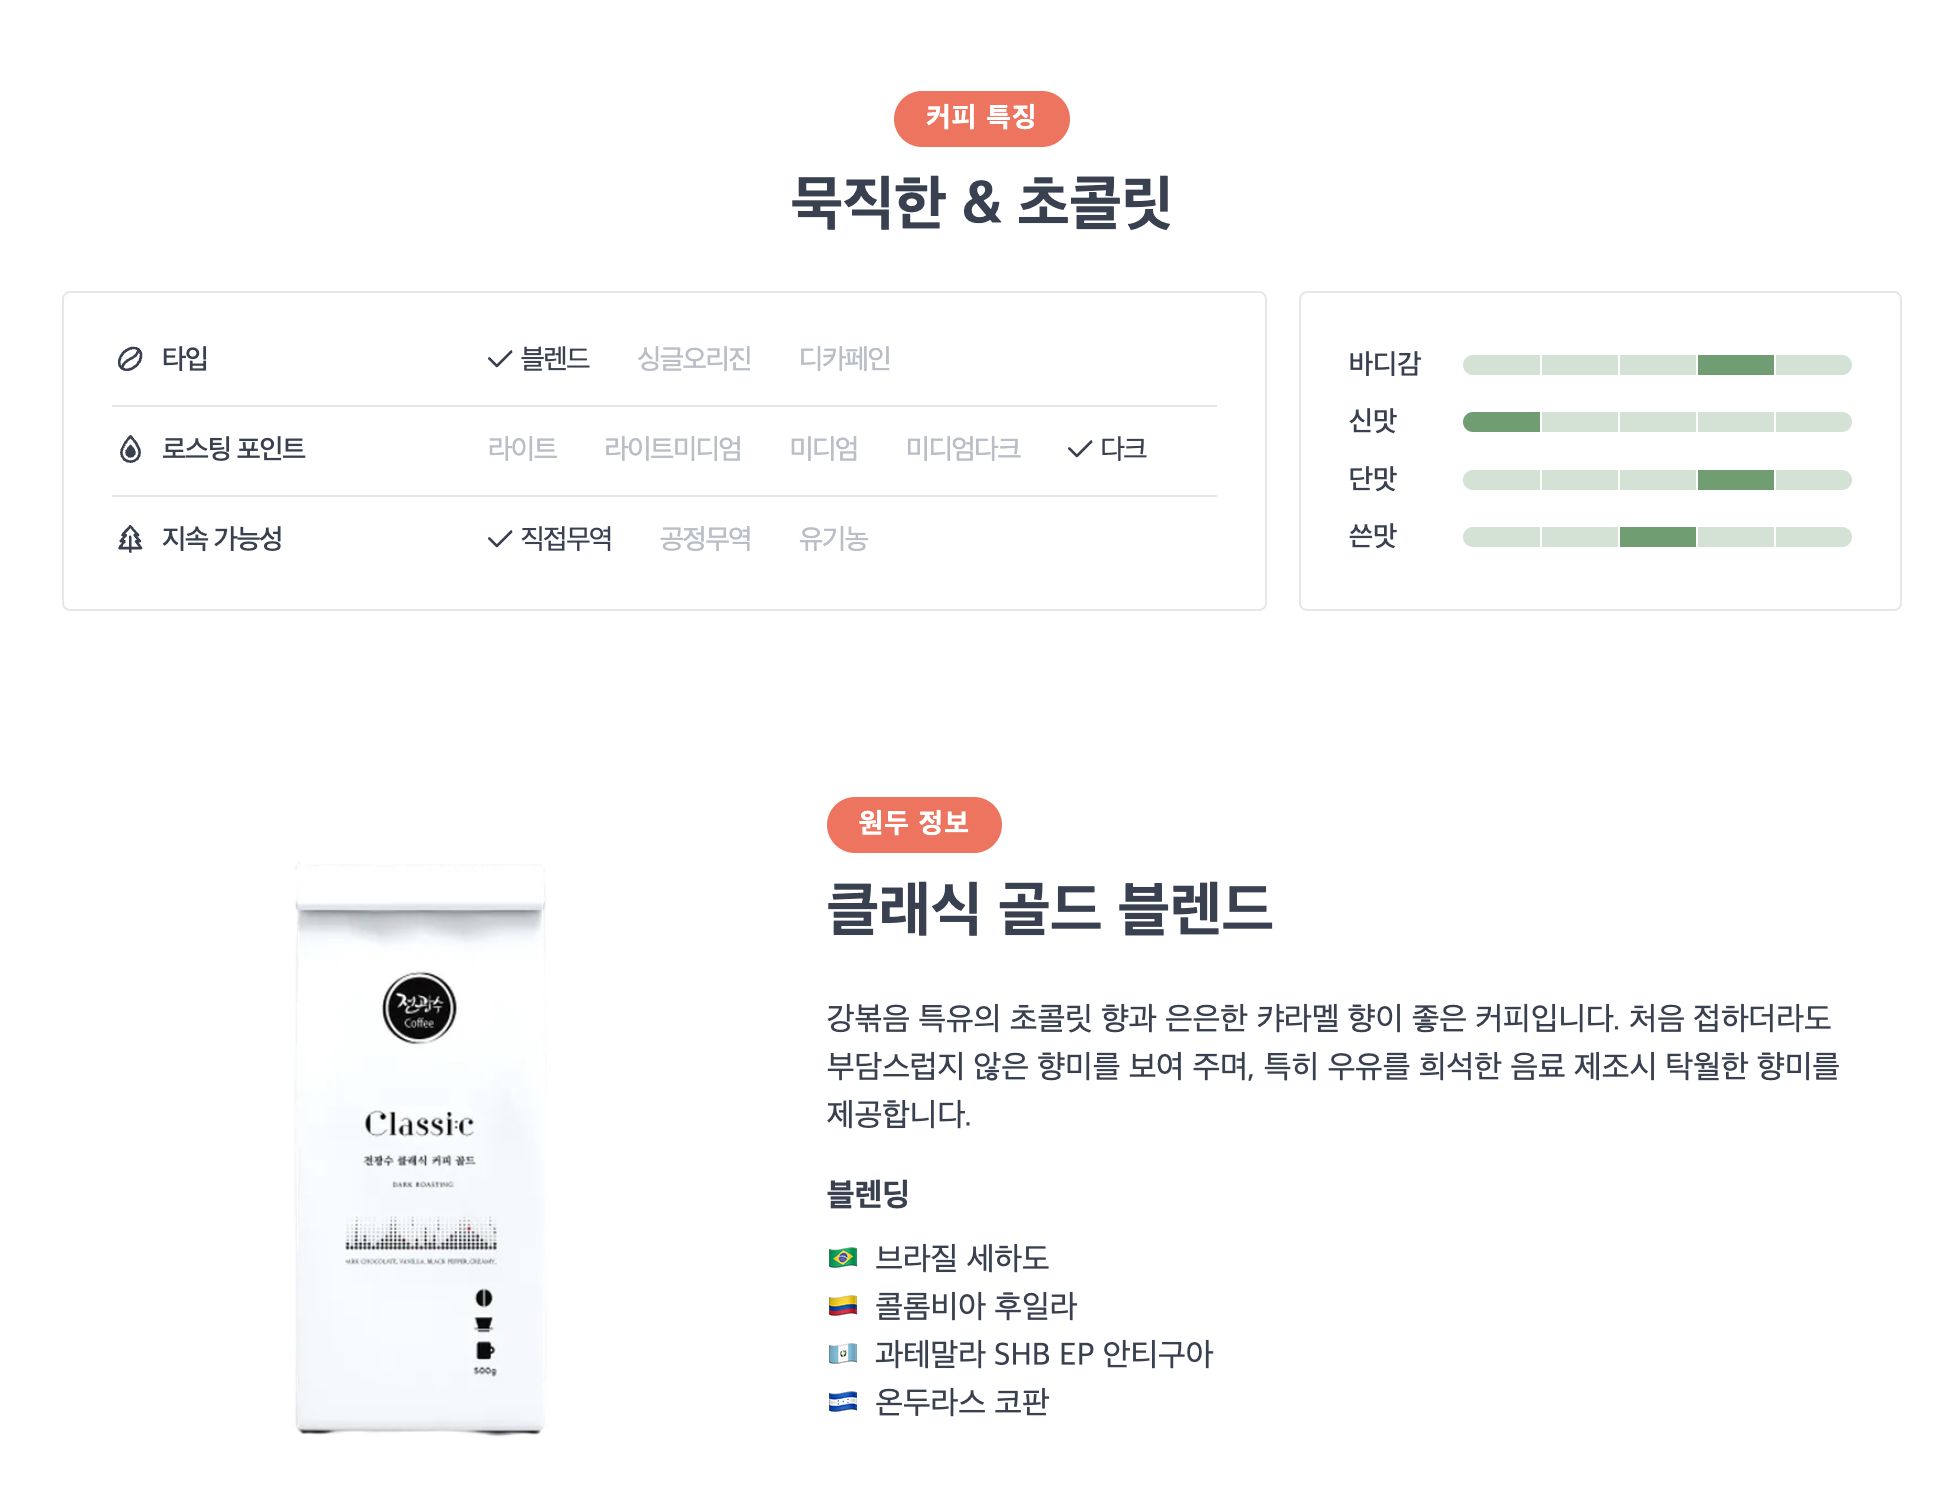 커피 특징
묵직한 & 초콜릿
타입 블렌드 싱글오리진 디카페인
로스팅 포인트 라이트 라이트미디엄 미디엄 미디엄다크 다크
지속 가능성 직접무역 공정무역 유기농
바디감
신맛
단맛
쓴맛
원두 정보
클래식 골드 블렌드
강볶음 특유의 초콜릿 향과 은은한 캬라멜 향이 좋은 커피입니다. 처음 접하더라도
부담스럽지 않은 향미를 보여 주며, 특히 우유를 희석한 음료 제조시 탁월한 향미를
제공합니다.
블렌딩
브라질 세하도
콜롬비아 후일라
과테말라 SHB EP 안티구아
온두라스 코판
전광수
Coffee
Classic
전광수 클래식 커피 골드
DARK ROASTING
CHOCOLATE, VANILLA, BLACK PEPPER, CREAMY,
500g